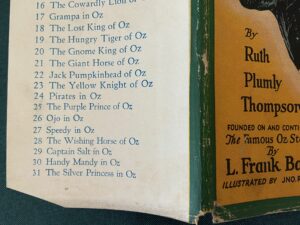 16 The Cowardly Lion of
17 Grampa in Oz
18 The Lost King of Oz
19 The Hungry Tiger of Oz
20 The Gnome King of Oz
21 The Giant Horse of Oz
22 Jack Pumpkinhead of Oz
23 The Yellow Knight of Oz
24 Pirates in Oz
25 The Purple Prince of Oz
26 Ojo in Oz
27 Speedy in Oz
28 The Wishing Horse of Oz
29 Captain Salt in Oz
30 Handy Mandy in Oz
31 The Silver Princess in Oz
By
Ruth
Plumly
Thompson
FOUNDED ON AND CONTI
The Famous Oz Sto
By
L. Frank Ba
ILLUSTRATED BY JNO. R